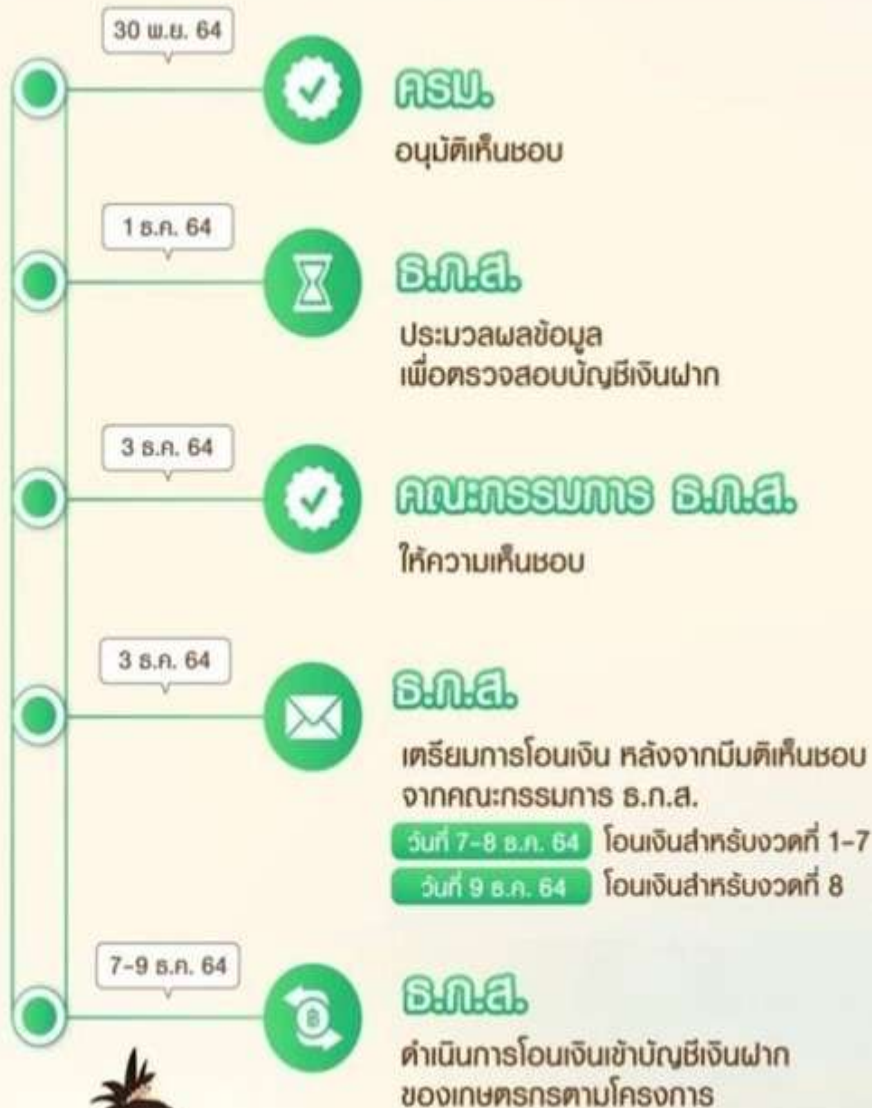 30 พ.ย. 64
ครม.
อนุมัติเห็นชอบ
1 ธ.ค. 64
ธ.ก.ส.
ประมวลผลข้อมูล
เพื่อตรวจสอบบัญชีเงินฝาก
3 ธ.ค. 64
คณะกรรมการ ธ.ก.ส.
ให้ความเห็นชอบ
3 ธ.ค. 64
ธ.ก.ส.
เตรียมการโอนเงิน หลังจากมีมติเห็นชอบ
จากคณะกรรมการ ธ.ก.ส.
วันที่ 7-8 ธ.ค. 64 โอนเงินสำหรับงวดที่ 1-7
วันที่ 9 ธ.ค. 64 โอนเงินสำหรับงวดที่ 8
7-9 ธ.ค. 64
฿
ธ.ก.ส.
ดำเนินการโอนเงินเข้าบัญชีเงินฝาก
ของเกษตรกรตามโครงการ